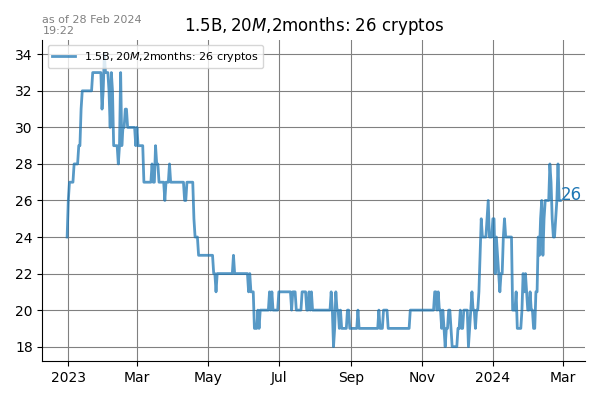 as of 28 Feb 2024
19:22
1.5B, 20M,2months: 26 cryptos
1.5B, 20M,2months: 26 cryptos
34
32
30
28
26
26
24
22
20
18
2023 Mar May Jul Sep Nov 2024 Mar